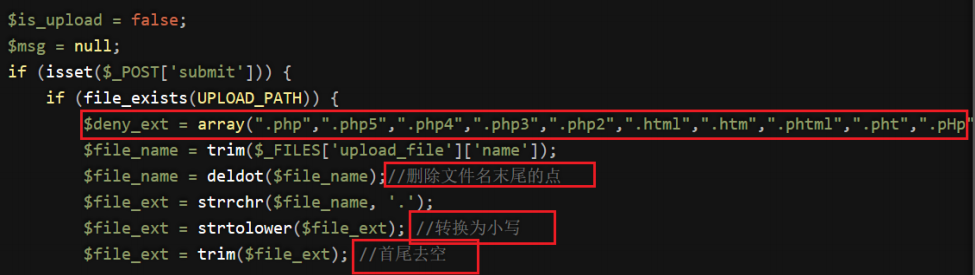 $is_upload = false;
$msg = null;
if (isset($_POST['submit'])) {
if (file_exists(UPLOAD_PATH)) {
$deny_ext = array(".php",".php5",".php4",".php3",".php2",".html",".htm",".phtml",".pht",".pHp"
$file_name = trim($_FILES['upload_file']['name']);
$file_name = deldot($file_name);//删除文件名末尾的点
$file_ext = strrchr($file_name, '.');
$file_ext = strtolower($file_ext); //转换为小写
$file_ext = trim($file_ext); //首尾去空